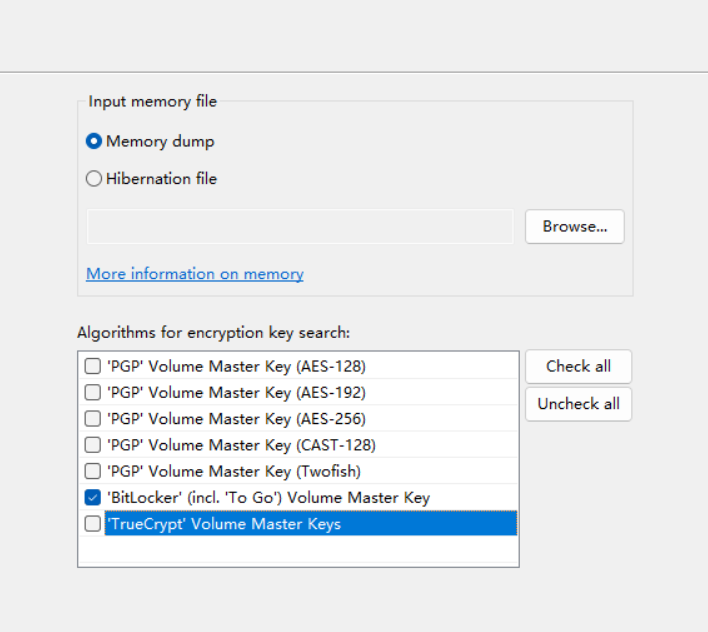 Input memory file
Memory dump
Hibernation file
Browse...
More information on memory
Algorithms for encryption key search:
'PGP' Volume Master Key (AES-128)
Check all
'PGP' Volume Master Key (AES-192)
Uncheck all
'PGP' Volume Master Key (AES-256)
'PGP' Volume Master Key (CAST-128)
'PGP' Volume Master Key (Twofish)
'BitLocker' (incl. 'To Go') Volume Master Key
'TrueCrypt' Volume Master Keys